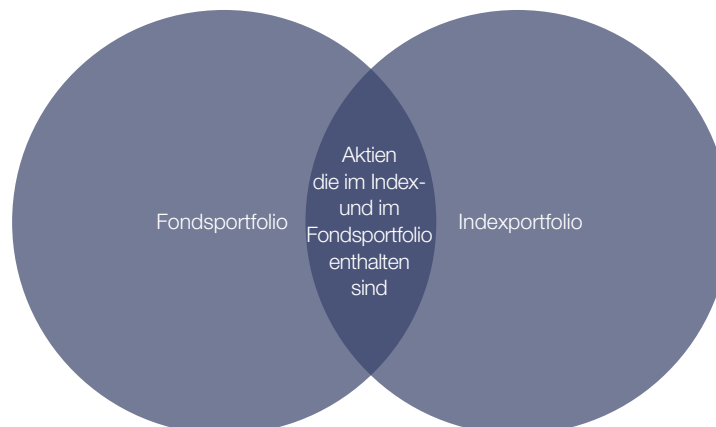 Fondsportfolio
Aktien
die im Index-
und im
Fondsportfolio
enthalten
sind
Indexportfolio